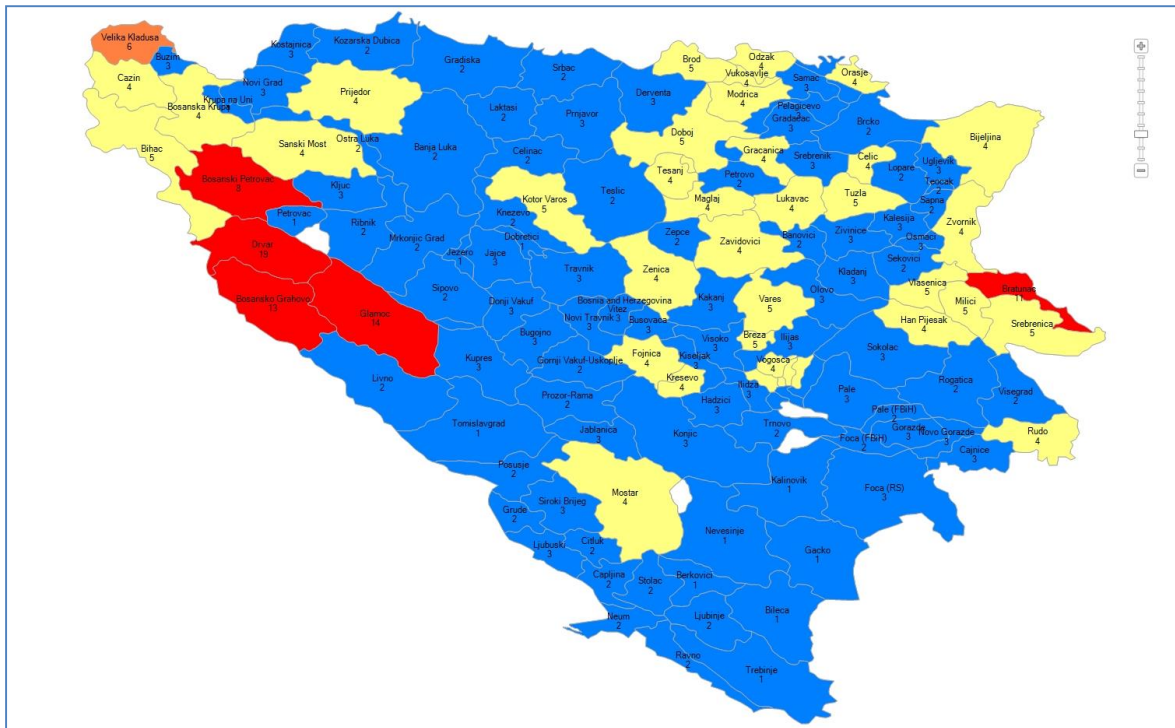 Velika Kladusa
6
Buzim
3
Cazin
4
Bosanska Krupa
4
Krupa na Uni
Bihac
5
Kostajnica
3
Novi Grad
3
Kozarska Dubica
2
Prijedor
4
Gradiska
2
Srbac
2
Laktasi
2
Prnjavor
3
Derventa
3
Brod
5
Odzak
4
Vukosavlje
4
Modrica
4
Samac
3
Orasje
4
Pelagicevo
Gradazac
3
Brcko
2
Bijeljina
4
Sanski Most
4
Ostra Luka
2
Banja Luka
2
Celinac
2
Doboj
5
Gracanica
4
Srebrenik
3
Celic
4
Lopare
2
Ugljevik
3
Teocak
2
Sapna
2
Bosanski Petrovac
8
Kljuc
3
Petrovac
1
Ribnik
2
Mrkonjic Grad
2
Kotor Varos
5
Knezevo
2
Dobretici
1
Teslic
2
Tesanj
4
Petrovo
2
Maglaj
4
Lukavac
4
Tuzla
5
Kalesija
3
Zvornik
4
Zivinice
3
Osmaci
3
Zepce
2
Zavidovici
4
Banovici
2
Drvar
19
Jezero
1
Jajce
3
Sipovo
2
Travnik
3
Zenica
4
Kakanj
3
Vares
5
Olovo
3
Kladanj
3
Sekovici
2
Vlasenica
5
Milici
5
Bratunac
11
Srebrenica
5
Han Pijesak
4
Bosansko Grahovo
13
Glamoc
14
Donji Vakuf
3
Bosnia and Herzegovina
Vitez
3
Novi Travnik
3
Busovaca
3
Bugojno
3
Gornji Vakuf-Uskoplje
2
Kupres
3
Livno
2
Fojnica
4
Kiseljak
3
Kresevo
4
Visoko
3
Breza
5
Ilijas
3
Vogosca
4
Ilidza
3
Hadzici
3
Sokolac
3
Pale
3
Rogatica
2
Visegrad
2
Rudo
4
Pale (FBiH)
2
Gorazde
3
Novo Gorazde
3
Cajnice
3
Foca (FBiH)
2
Trnovo
2
Prozor-Rama
2
Tomislavgrad
1
Jablanica
3
Konjic
3
Kalinovik
1
Foca (RS)
3
Posusje
2
Mostar
4
Siroki Brijeg
3
Grude
2
Ljubuski
3
Citluk
2
Nevesinje
1
Gacko
1
Capljina
2
Stolac
2
Berkovici
1
Bileca
1
Ljubinje
2
Neum
2
Ravno
2
Trebinje
1